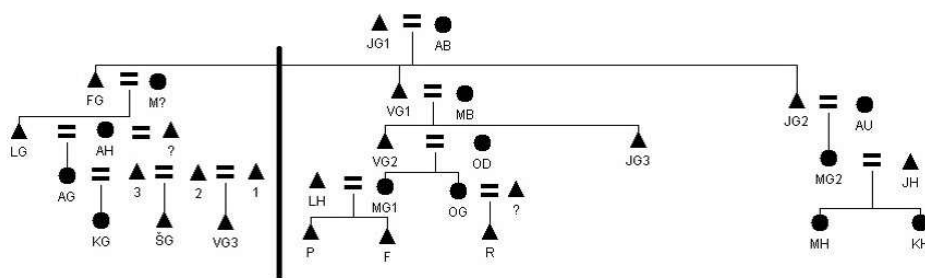 JG1 AB
FG M? VG1 MB JG2 AU
LG AH ? VG2 OD JG3 MG2 JH
AG 3 2 1 LH MG1 OG ?
KG ŠG VG3 P F R MH KH